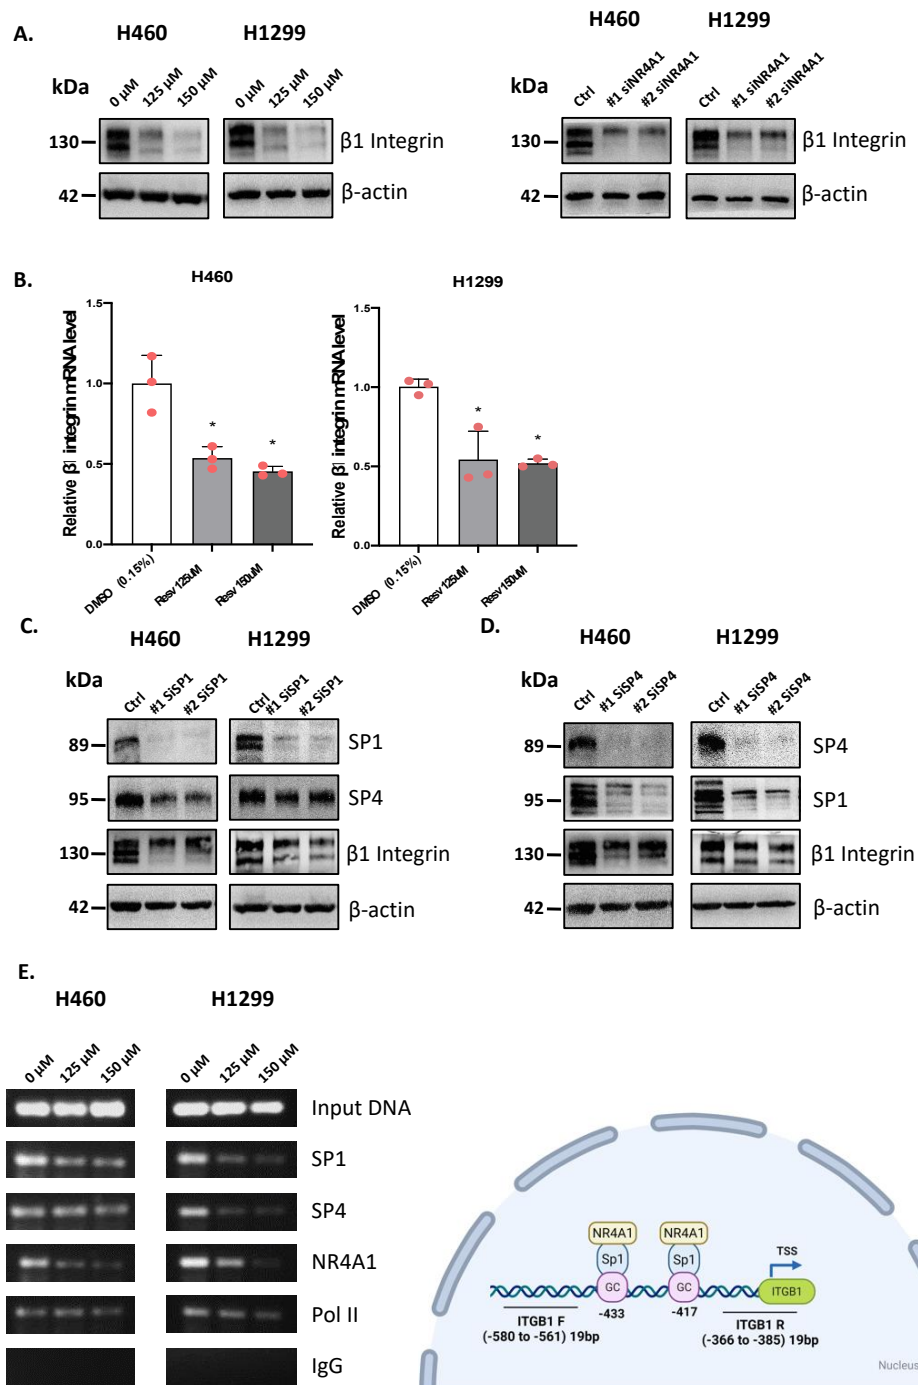 A.
H460
H1299
kDa
0 μM
125 μM
150 μM
0 μM
125 μM
150 μM
130
β1 Integrin
42
β-actin
H460
H1299
kDa
Ctrl
#1 siNR4A1
#2 siNR4A1
Ctrl
#1 siNR4A1
#2 siNR4A1
130
β1 Integrin
42
β-actin
B.
H460
Relative β1 integrin mRNA level
1.5
1.0
0.5
0.0
*
*
DMSO (0.15%)
Resv 125uM
Resv 150uM
H1299
Relative β1 integrin mRNA level
1.5
1.0
0.5
0.0
*
*
DMSO (0.15%)
Resv 125uM
Resv 150uM
C.
H460
H1299
kDa
Ctrl
#1 SiSP1
#2 SiSP1
Ctrl
#1 SiSP1
#2 SiSP1
89
SP1
95
SP4
130
β1 Integrin
42
β-actin
D.
H460
H1299
kDa
Ctrl
#1 SiSP4
#2 SiSP4
Ctrl
#1 SiSP4
#2 SiSP4
89
SP4
95
SP1
130
β1 Integrin
42
β-actin
E.
H460
H1299
0 μM
125 μM
150 μM
0 μM
125 μM
150 μM
Input DNA
SP1
SP4
NR4A1
Pol II
IgG
NR4A1
NR4A1
Sp1
Sp1
TSS
GC
GC
ITGB1
-433
-417
ITGB1 F
(-580 to -561) 19bp
ITGB1 R
(-366 to -385) 19bp
Nucleus